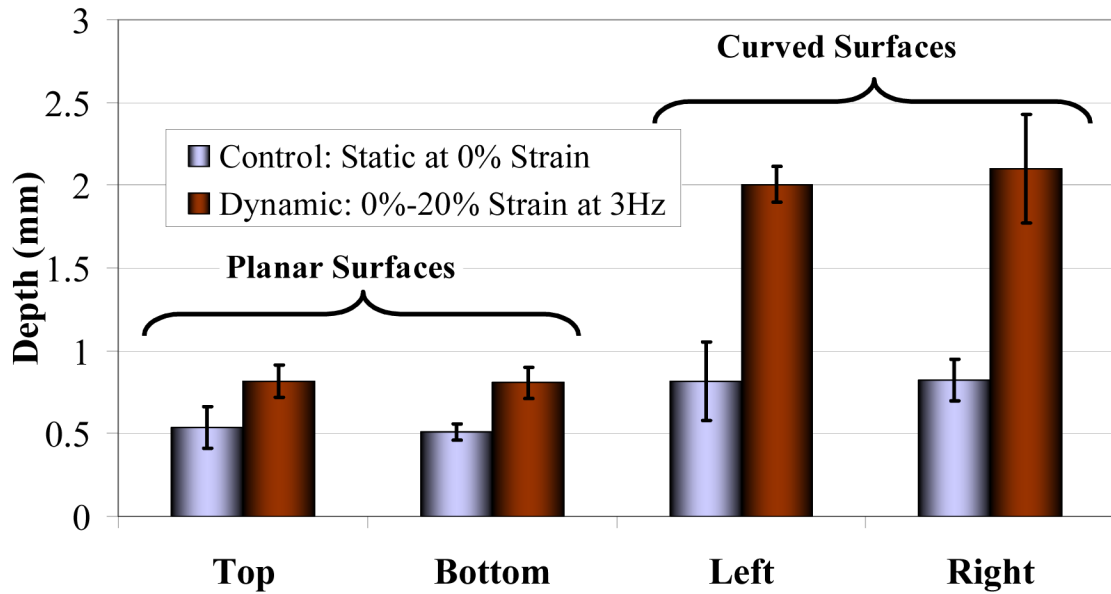 3
Curved Surfaces
2.5
Control: Static at 0% Strain
2
Dynamic: 0%-20% Strain at 3Hz
Depth (mm)
Planar Surfaces
1.5
1
0.5
0
Top Bottom Left Right